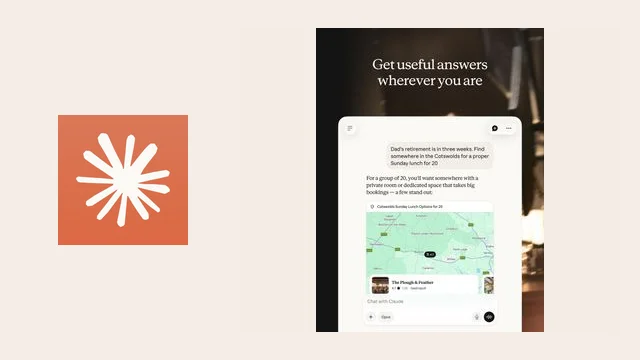 Get useful answers
wherever you are
Dad's retirement is in three weeks. Find
somewhere in the Cotswolds for a proper
Sunday lunch for 20
For a group of 20, you'll want somewhere with a
private room or dedicated space that takes big
bookings — a few stand out:
Cotswolds Sunday Lunch Options for 20
The Plough & Feather
Chat with Claude